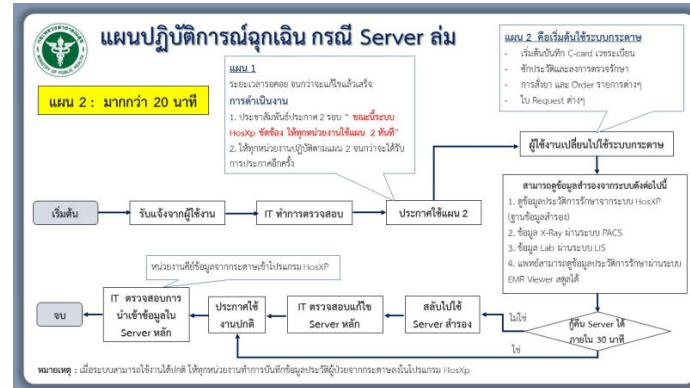 แผนปฏิบัติการณ์ฉุกเฉิน กรณี Server ล่ม
แผน 2 : มากกว่า 20 นาที
แผน 1
ระยะเวลารอคอย จนกว่าจะแก้ไขแล้วเสร็จ
การดำเนินงาน
1. ประชาสัมพันธ์ประกาศ 2 รอบ " ขณะนี้ระบบ
HosXp ขัดข้อง ให้ทุกหน่วยงานใช้แผน 2 ทันที"
2. ให้ทุกหน่วยงานปฏิบัติตามแผน 2 จนกว่าจะได้รับ
การประกาศอีกครั้ง
แผน 2 คือเริ่มต้นใช้ระบบกระดาษ
- เริ่มต้นบันทึก C-card เวชระเบียน
- ซักประวัติและลงการตรวจรักษา
- การสั่งยา และ Order รายการต่างๆ
- ใบ Request ต่างๆ
ผู้ใช้งานเปลี่ยนไปใช้ระบบกระดาษ
เริ่มต้น
รับแจ้งจากผู้ใช้งาน
IT ทำการตรวจสอบ
ประกาศใช้แผน 2
สามารถดูข้อมูลสำรองจากระบบดังต่อไปนี้
1. ดูข้อมูลประวัติการรักษาจากระบบ HosXP
(ฐานข้อมูลสำรอง)
2. ข้อมูล X-Ray ผ่านระบบ PACS
3. ข้อมูล Lab ผ่านระบบ LIS
4. แพทย์สามารถดูข้อมูลประวัติการรักษาผ่านระบบ
EMR Viewer สตูลได้
หน่วยงานคีย์ข้อมูลจากกระดาษเข้าโปรแกรม HosXP
จบ
IT ตรวจสอบการ
นำเข้าข้อมูลใน
Server หลัก
ประกาศใช้
งานปกติ
IT ตรวจสอบแก้ไข
Server หลัก
สลับไปใช้
Server สำรอง
ไม่ใช่
กู้คืน Server ได้
ภายใน 30 นาที
ใช่
หมายเหตุ : เมื่อระบบสามารถใช้งานได้ปกติ ให้ทุกหน่วยงานทำการบันทึกข้อมูลประวัติผู้ป่วยจากกระดาษลงในโปรแกรม HosXp